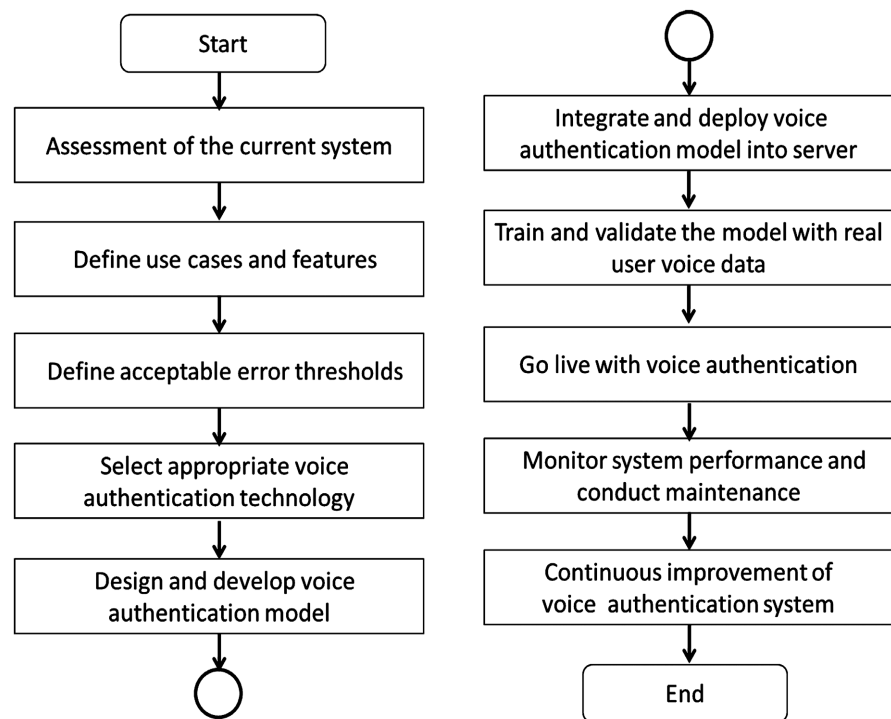 Start
Assessment of the current system
Define use cases and features
Define acceptable error thresholds
Select appropriate voice
authentication technology
Design and develop voice
authentication model
Integrate and deploy voice
authentication model into server
Train and validate the model with real
user voice data
Go live with voice authentication
Monitor system performance and
conduct maintenance
Continuous improvement of
voice authentication system
End